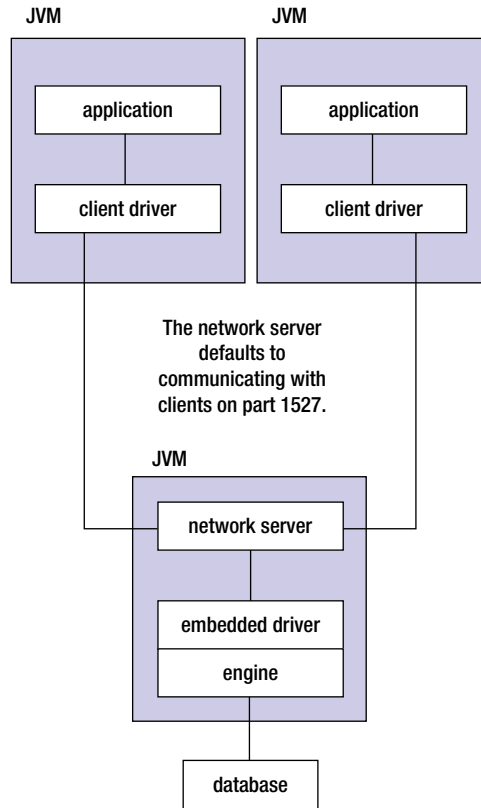 JVM
JVM
application
application
client driver
client driver
The network server
defaults to
communicating with
clients on part 1527.
JVM
network server
embedded driver
engine
database